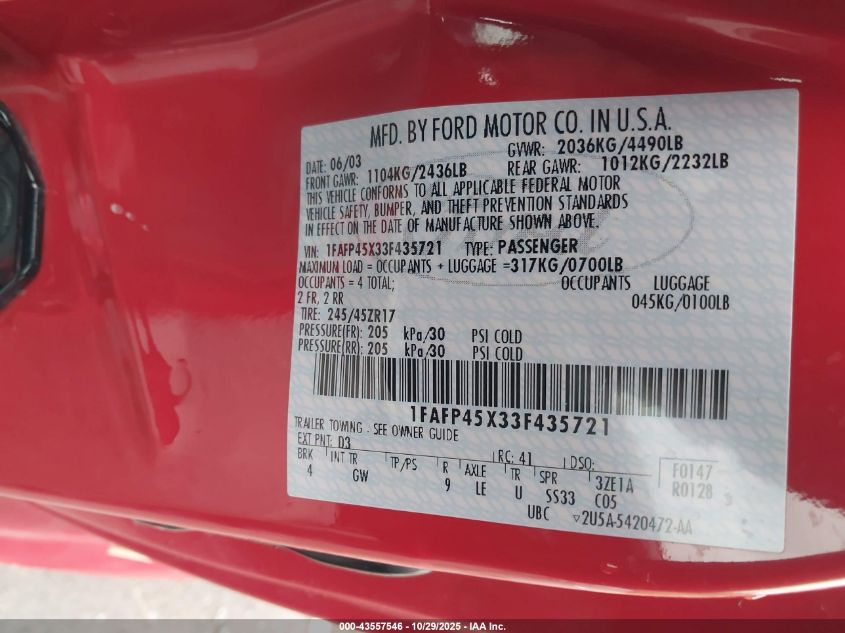 MFD. BY FORD MOTOR CO. IN U.S.A.
DATE: 06/03 GVWR: 2036KG/4490LB
FRONT GAWR: 1104KG/2436LB REAR GAWR: 1012KG/2232LB
THIS VEHICLE CONFORMS TO ALL APPLICABLE FEDERAL MOTOR
VEHICLE SAFETY, BUMPER, AND THEFT PREVENTION STANDARDS
IN EFFECT ON THE DATE OF MANUFACTURE SHOWN ABOVE.
VIN: 1FAFP45X33F435721 TYPE: PASSENGER
MAXIMUM LOAD = OCCUPANTS + LUGGAGE =317KG/0700LB
OCCUPANTS = 4 TOTAL; OCCUPANTS LUGGAGE
2 FR, 2 RR 045KG/0100LB
TIRE: 245/45ZR17
PRESSURE(FR): 205 kPa/30 PSI COLD
PRESSURE(RR): 205 kPa/30 PSI COLD
1FAFP45X33F435721
TRAILER TOWING - SEE OWNER GUIDE
EXT PNT: D3 RC: 41 DSO:
BRK INT TR TP/PS R AXLE TR SPR 3ZE1A F0147
4 GW 9 LE U SS33 C05 R0128
UBC 2U5A-5420472-AA
000-43557546 - 10/29/2025 - IAA Inc.